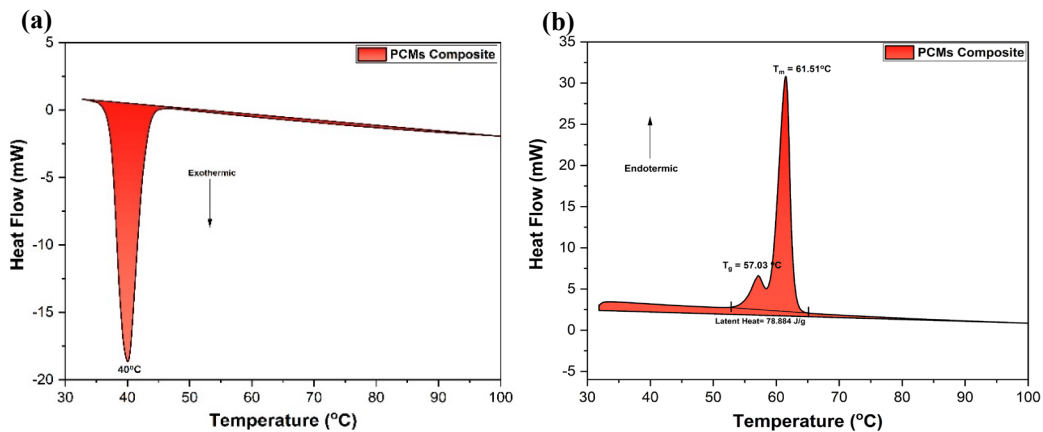 (a)
PCMs Composite
5
0
-5
-10
-15
-20
Heat Flow (mW)
Exothermic
40°C
30 40 50 60 70 80 90 100
Temperature (°C)
(b)
PCMs Composite
35
30
25
20
15
10
5
0
-5
Heat Flow (mW)
Tm = 61.51°C
Endotermic
Tg = 57.03 °C
Latent Heat= 78.884 J/g
30 40 50 60 70 80 90 100
Temperature (°C)